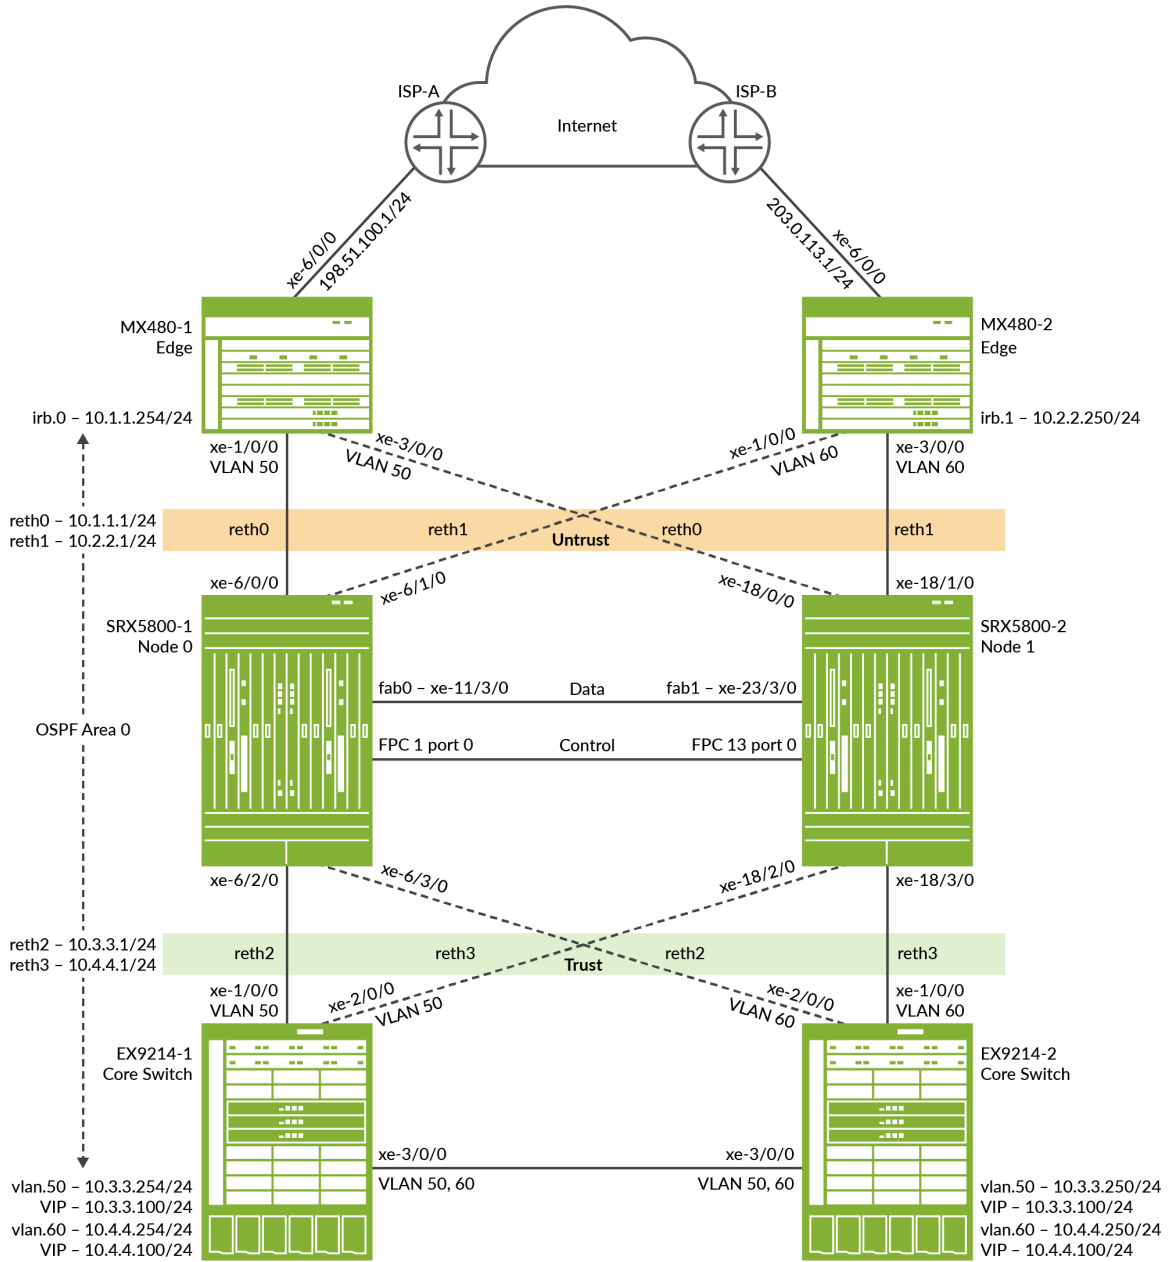 ISP-A
ISP-B
Internet
xe-6/0/0
198.51.100.1/24
203.0.113.1/24
xe-6/0/0
MX480-1
Edge
MX480-2
Edge
irb.0 – 10.1.1.254/24
irb.1 – 10.2.2.250/24
xe-1/0/0
VLAN 50
xe-3/0/0
VLAN 50
xe-1/0/0
VLAN 60
xe-3/0/0
VLAN 60
reth0 – 10.1.1.1/24
reth1 – 10.2.2.1/24
reth0
reth1
Untrust
reth0
reth1
xe-6/0/0
xe-6/1/0
xe-18/0/0
xe-18/1/0
SRX5800-1
Node 0
SRX5800-2
Node 1
fab0 – xe-11/3/0
Data
fab1 – xe-23/3/0
OSPF Area 0
FPC 1 port 0
Control
FPC 13 port 0
xe-6/2/0
xe-6/3/0
xe-18/2/0
xe-18/3/0
reth2 – 10.3.3.1/24
reth3 – 10.4.4.1/24
reth2
reth3
Trust
reth2
reth3
xe-1/0/0
VLAN 50
xe-2/0/0
VLAN 50
xe-2/0/0
VLAN 60
xe-1/0/0
VLAN 60
EX9214-1
Core Switch
EX9214-2
Core Switch
xe-3/0/0
VLAN 50, 60
xe-3/0/0
VLAN 50, 60
vlan.50 – 10.3.3.254/24
VIP – 10.3.3.100/24
vlan.60 – 10.4.4.254/24
VIP – 10.4.4.100/24
vlan.50 – 10.3.3.250/24
VIP – 10.3.3.100/24
vlan.60 – 10.4.4.250/24
VIP – 10.4.4.100/24